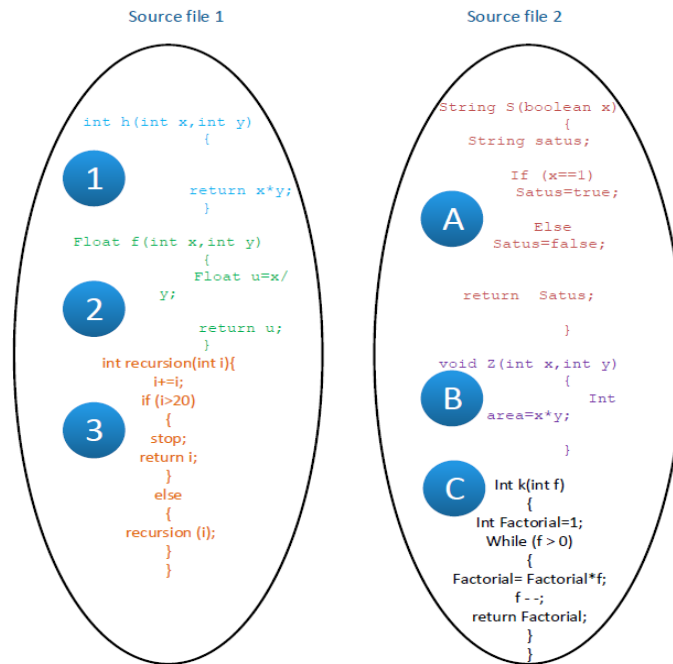 Source file 1
int h(int x,int y)
{
1
return x*y;
}
Float f(int x,int y)
{
Float u=x/
y;
2
return u;
}
int recursion(int i){
i+=i;
if (i>20)
3
{
stop;
return i;
}
else
{
recursion (i);
}
}
Source file 2
String S(boolean x)
{
String satus;
If (x==1)
Satus=true;
A
Else
Satus=false;
return Satus;
}
void Z(int x,int y)
{
B
Int
area=x*y;
}
C
Int k(int f)
{
Int Factorial=1;
While (f > 0)
{
Factorial= Factorial*f;
f - -;
return Factorial;
}
}